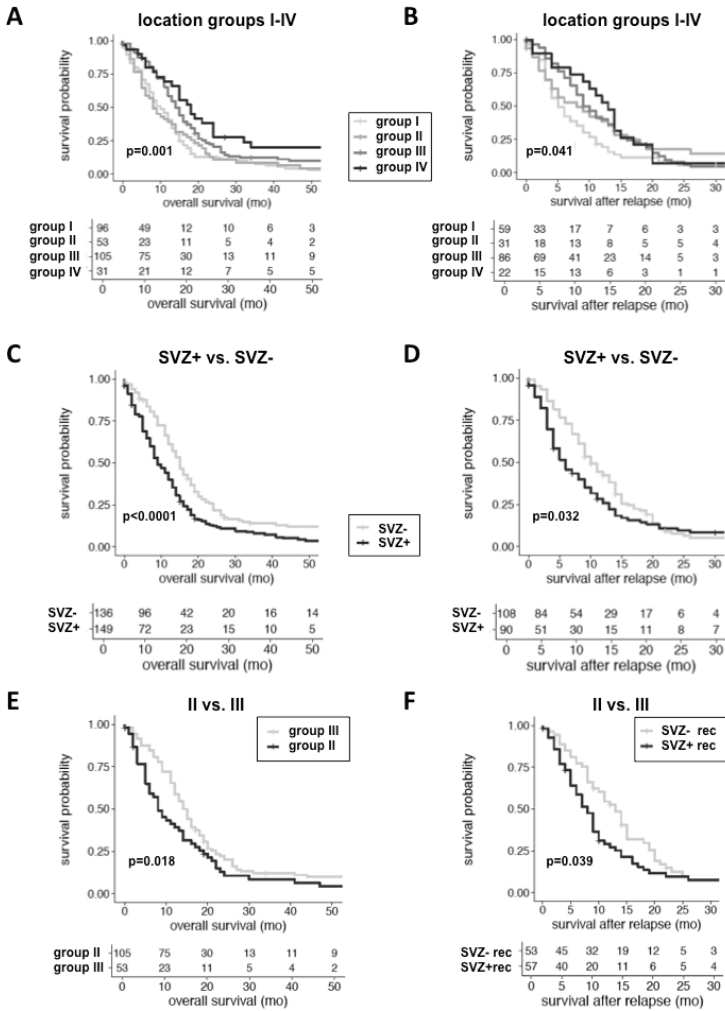 A
location groups I-IV
survival probability
1.00
0.75
0.50
0.25
0.00
p=0.001
0 10 20 30 40 50
overall survival (mo)
group I
group II
group III
group IV
group I 96 49 12 10 6 3
group II 53 23 11 5 4 2
group III 105 75 30 13 11 9
group IV 31 21 12 7 5 5
0 10 20 30 40 50
overall survival (mo)
B
location groups I-IV
survival probability
1.00
0.75
0.50
0.25
0.00
p=0.041
0 5 10 15 20 25 30
survival after relapse (mo)
group I 59 33 17 7 6 3 3
group II 31 18 13 8 5 5 4
group III 86 69 41 23 14 5 3
group IV 22 15 13 6 3 1 1
0 5 10 15 20 25 30
survival after relapse (mo)
C
SVZ+ vs. SVZ-
survival probability
1.00
0.75
0.50
0.25
0.00
p<0.0001
0 10 20 30 40 50
overall survival (mo)
SVZ-
SVZ+
SVZ- 136 96 42 20 16 14
SVZ+ 149 72 23 15 10 5
0 10 20 30 40 50
overall survival (mo)
D
SVZ+ vs. SVZ-
survival probability
1.00
0.75
0.50
0.25
0.00
p=0.032
0 5 10 15 20 25 30
survival after relapse (mo)
SVZ- 108 84 54 29 17 6 4
SVZ+ 90 51 30 15 11 8 7
0 5 10 15 20 25 30
survival after relapse (mo)
E
II vs. III
group III
group II
survival probability
1.00
0.75
0.50
0.25
0.00
p=0.018
0 10 20 30 40 50
overall survival (mo)
group II 105 75 30 13 11 9
group III 53 23 11 5 4 2
0 10 20 30 40 50
overall survival (mo)
F
II vs. III
SVZ- rec
SVZ+ rec
survival probability
1.00
0.75
0.50
0.25
0.00
p=0.039
0 5 10 15 20 25 30
survival after relapse (mo)
SVZ- rec 53 45 32 19 12 5 3
SVZ+rec 57 40 20 11 6 5 4
0 5 10 15 20 25 30
survival after relapse (mo)